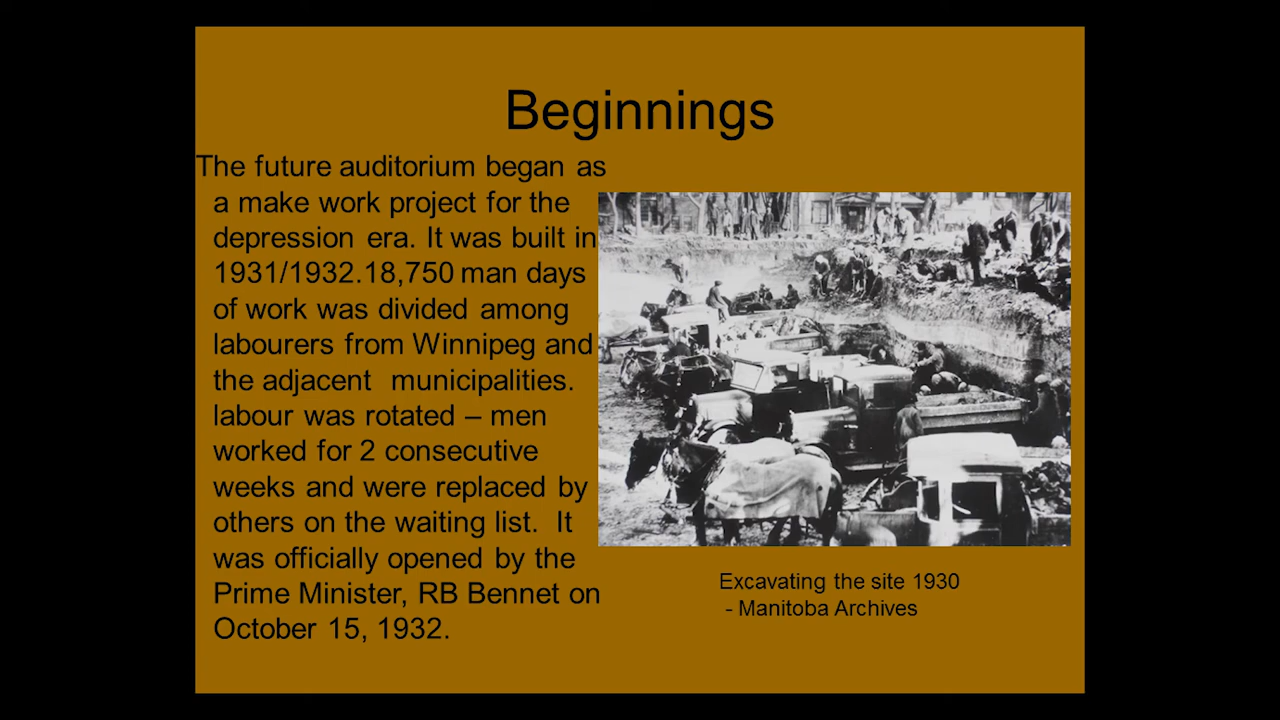 Beginnings
The future auditorium began as
a make work project for the
depression era. It was built in
1931/1932.18,750 man days
of work was divided among
labourers from Winnipeg and
the adjacent municipalities.
labour was rotated – men
worked for 2 consecutive
weeks and were replaced by
others on the waiting list. It
was officially opened by the
Prime Minister, RB Bennet on
October 15, 1932.
Excavating the site 1930
- Manitoba Archives